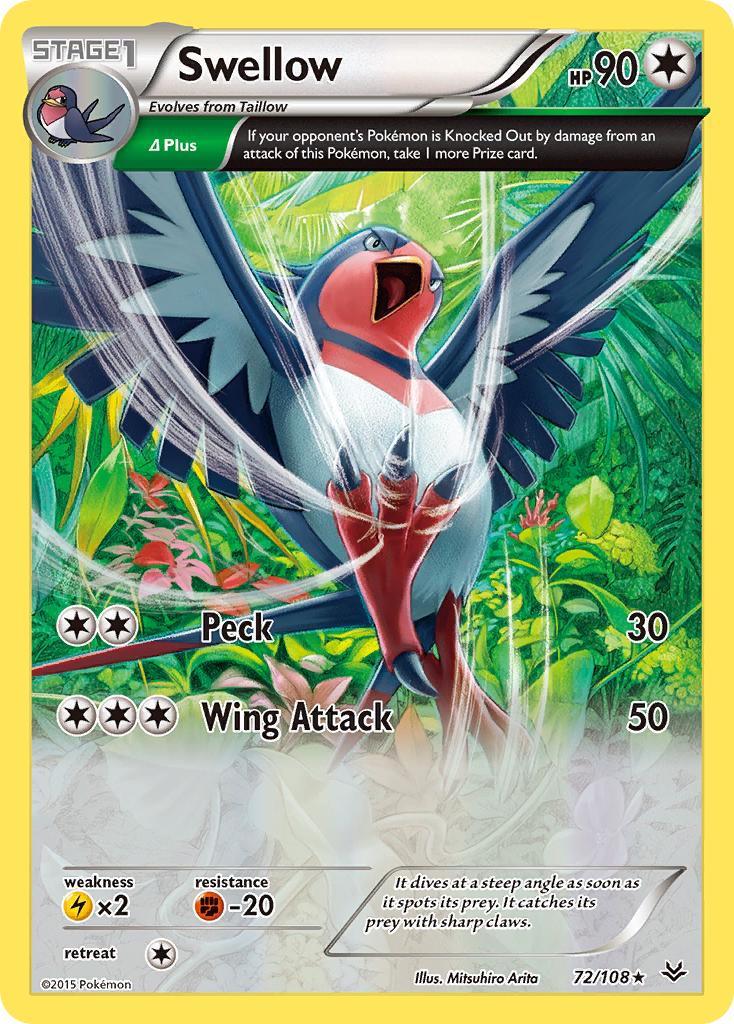 STAGE1
Swellow
HP90
Evolves from Taillow
Δ Plus
If your opponent's Pokémon is Knocked Out by damage from an
attack of this Pokémon, take 1 more Prize card.
Peck 30
Wing Attack 50
weakness resistance
×2 -20
It dives at a steep angle as soon as
it spots its prey. It catches its
prey with sharp claws.
retreat
©2015 Pokémon
Illus. Mitsuhiro Arita
72/108